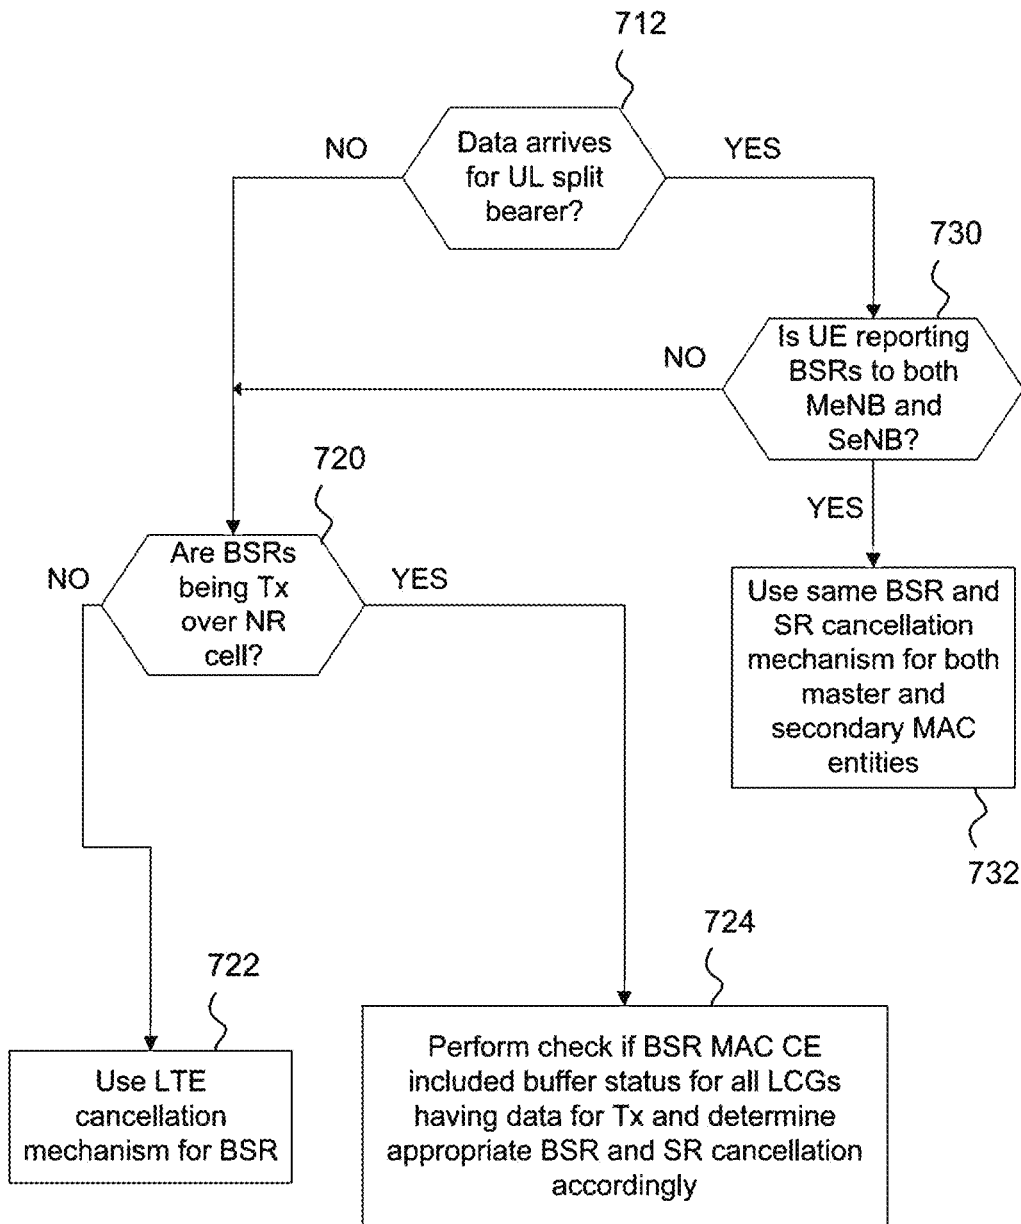 712
Data arrives
for UL split
bearer?
NO
YES
730
Is UE reporting
BSRs to both
MeNB and
SeNB?
NO
YES
720
Are BSRs
being Tx
over NR
cell?
NO
YES
Use same BSR and
SR cancellation
mechanism for both
master and
secondary MAC
entities
732
722
Use LTE
cancellation
mechanism for BSR
724
Perform check if BSR MAC CE
included buffer status for all LCGs
having data for Tx and determine
appropriate BSR and SR cancellation
accordingly